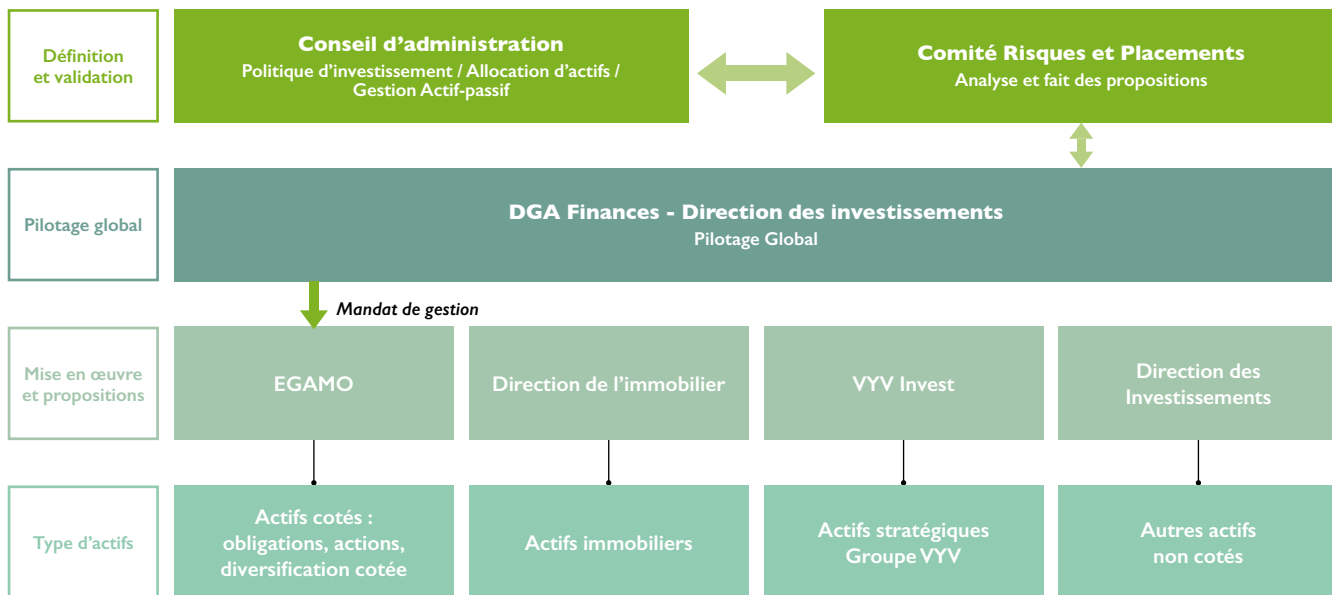 Définition
et validation
Conseil d’administration
Politique d’investissement / Allocation d’actifs /
Gestion Actif-passif
Comité Risques et Placements
Analyse et fait des propositions
Pilotage global
DGA Finances - Direction des investissements
Pilotage Global
Mandat de gestion
Mise en œuvre
et propositions
EGAMO
Direction de l’immobilier
VYV Invest
Direction des
Investissements
Type d’actifs
Actifs cotés :
obligations, actions,
diversification cotée
Actifs immobiliers
Actifs stratégiques
Groupe VYV
Autres actifs
non cotés